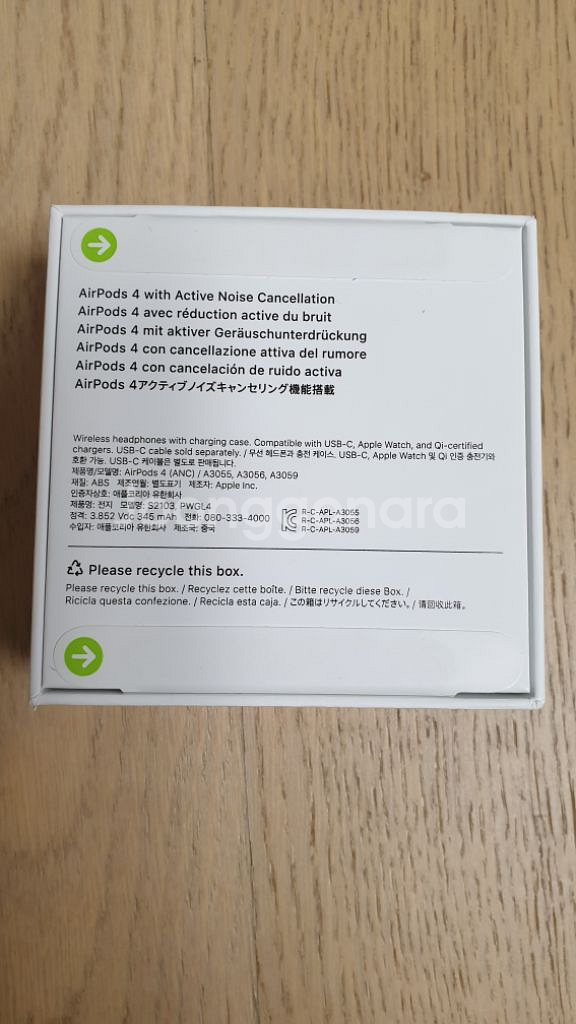 AirPods 4 with Active Noise Cancellation
AirPods 4 avec réduction active du bruit
AirPods 4 mit aktiver Geräuschunterdrückung
AirPods 4 con cancellazione attiva del rumore
AirPods 4 con cancelación de ruido activa
AirPods 4アクティブノイズキャンセリング機能搭載
Wireless headphones with charging case. Compatible with USB-C, Apple Watch, and Qi-certified
chargers. USB-C cable sold separately. / 무선 헤드폰과 충전 케이스. USB-C, Apple Watch 및 Qi 인증 충전기와
호환 가능. USB-C 케이블은 별도로 판매됩니다.
제품명/모델명: AirPods 4 (ANC) / A3055, A3056, A3059
재질: ABS 제조연월: 별도표기 제조자: Apple Inc.
인증자상호: 애플코리아 유한회사
제품명: 전지 모델명: S2103, PWGL4
정격: 3.852 Vdc 345 mAh 전화: 080-333-4000
수입자: 애플코리아 유한회사 제조국: 중국
R-C-APL-A3055
R-C-APL-A3056
R-C-APL-A3059
nggonara
Please recycle this box.
Please recycle this box. / Recyclez cette boîte. / Bitte recycle diese Box. /
Ricicla questa confezione. / Recicla esta caja. / この箱はリサイクルしてください。/ 请回收此箱。